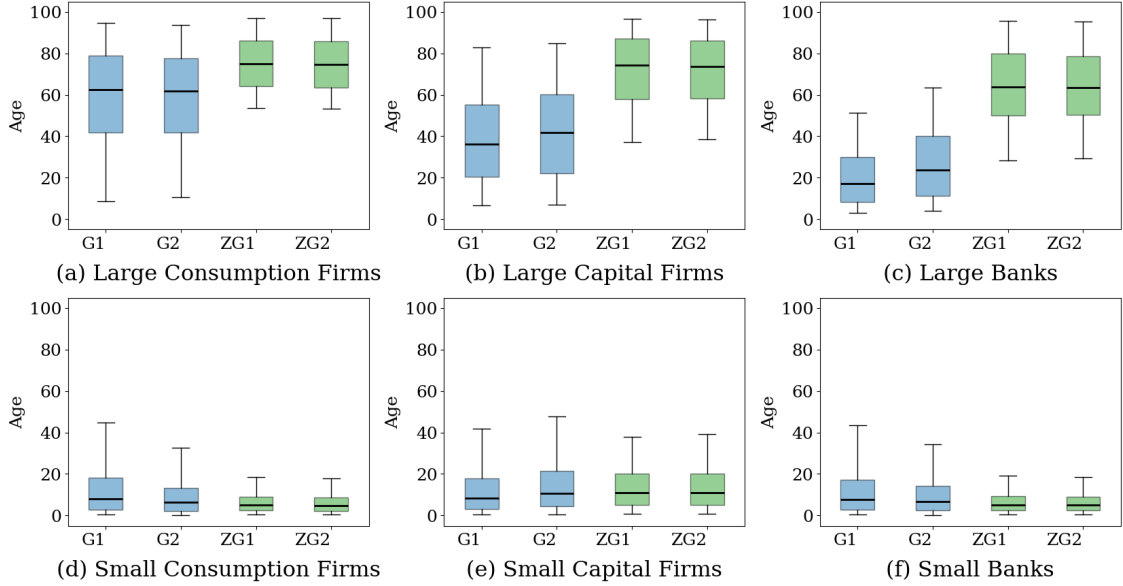 100
80
60
40
20
0
Age
G1 G2 ZG1 ZG2
(a) Large Consumption Firms
100
80
60
40
20
0
Age
G1 G2 ZG1 ZG2
(b) Large Capital Firms
100
80
60
40
20
0
Age
G1 G2 ZG1 ZG2
(c) Large Banks
100
80
60
40
20
0
Age
G1 G2 ZG1 ZG2
(d) Small Consumption Firms
100
80
60
40
20
0
Age
G1 G2 ZG1 ZG2
(e) Small Capital Firms
100
80
60
40
20
0
Age
G1 G2 ZG1 ZG2
(f) Small Banks